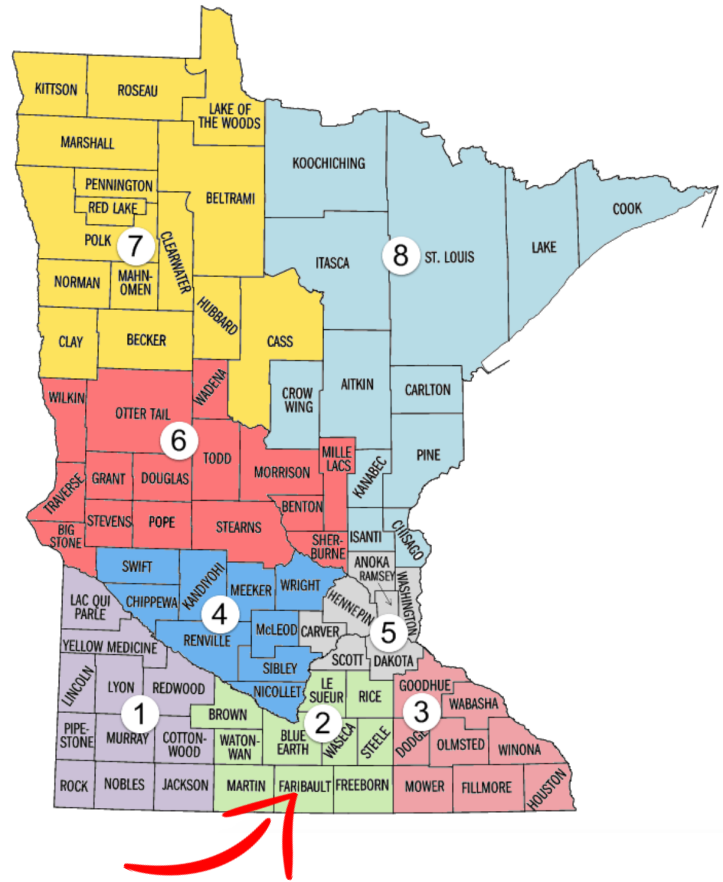 KITTSON
ROSEAU
LAKE OF
THE WOODS
MARSHALL
KOOCHICHING
PENNINGTON
RED LAKE
BELTRAMI
COOK
POLK
7
CLEARWATER
8
ST. LOUIS
LAKE
ITASCA
NORMAN
MAHN-
OMEN
HUBBARD
CLAY
BECKER
CASS
WILKIN
OTTER TAIL
WADENA
CROW
WING
AITKIN
CARLTON
6
TODD
MORRISON
MILLE
LACS
KANABEC
PINE
TRAVERSE
GRANT
DOUGLAS
BENTON
BIG
STONE
STEVENS
POPE
STEARNS
SHER-
BURNE
ISANTI
CHISAGO
SWIFT
KANDIYOHI
MEEKER
WRIGHT
ANOKA
RAMSEY
WASHINGTON
LAC QUI
PARLE
CHIPPEWA
4
HENNEPIN
RENVILLE
McLEOD
CARVER
5
YELLOW MEDICINE
SIBLEY
SCOTT
DAKOTA
LINCOLN
LYON
REDWOOD
NICOLLET
LE
SUEUR
RICE
GOODHUE
WABASHA
1
BROWN
2
3
PIPE-
STONE
MURRAY
COTTON-
WOOD
WATON-
WAN
BLUE
EARTH
WASECA
STEELE
DODGE
OLMSTED
WINONA
ROCK
NOBLES
JACKSON
MARTIN
FARIBAULT
FREEBORN
MOWER
FILLMORE
HOUSTON